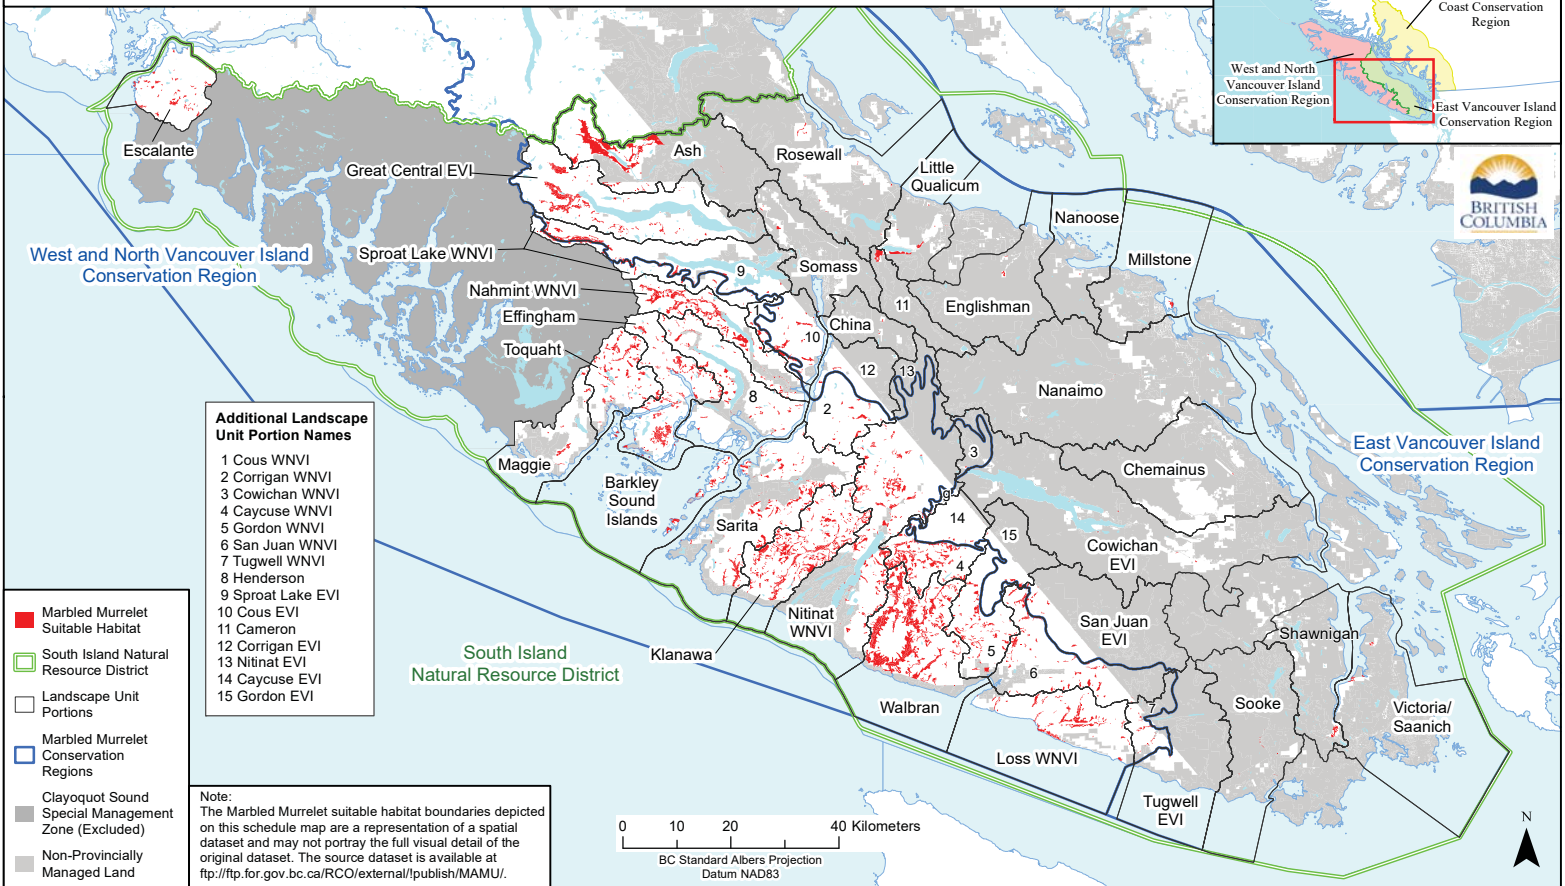 Coast Conservation
Region
West and North
Vancouver Island
Conservation Region
East Vancouver Island
Conservation Region
BRITISH
COLUMBIA
Escalante
Great Central EVI
Ash
Rosewall
Little
Qualicum
Nanoose
West and North Vancouver Island
Conservation Region
Sproat Lake WNVI
9
Somass
Millstone
Nahmint WNVI
Effingham
11
Englishman
China
10
Toquaht
12
13
Nanaimo
8
2
East Vancouver Island
Conservation Region
Maggie
3
Chemainus
Barkley
Sound
Islands
Sarita
9
14
15
Cowichan
EVI
4
Nitinat
WNVI
San Juan
EVI
Shawnigan
Klanawa
5
6
South Island
Natural Resource District
Walbran
7
Sooke
Victoria/
Saanich
Loss WNVI
Tugwell
EVI
Additional Landscape
Unit Portion Names
1 Cous WNVI
2 Corrigan WNVI
3 Cowichan WNVI
4 Caycuse WNVI
5 Gordon WNVI
6 San Juan WNVI
7 Tugwell WNVI
8 Henderson
9 Sproat Lake EVI
10 Cous EVI
11 Cameron
12 Corrigan EVI
13 Nitinat EVI
14 Caycuse EVI
15 Gordon EVI
Marbled Murrelet
Suitable Habitat
South Island Natural
Resource District
Landscape Unit
Portions
Marbled Murrelet
Conservation
Regions
Clayoquot Sound
Special Management
Zone (Excluded)
Non-Provincially
Managed Land
Note:
The Marbled Murrelet suitable habitat boundaries depicted
on this schedule map are a representation of a spatial
dataset and may not portray the full visual detail of the
original dataset. The source dataset is available at
ftp://ftp.for.gov.bc.ca/RCO/external/!publish/MAMU/.
0 10 20 40 Kilometers
BC Standard Albers Projection
Datum NAD83
N